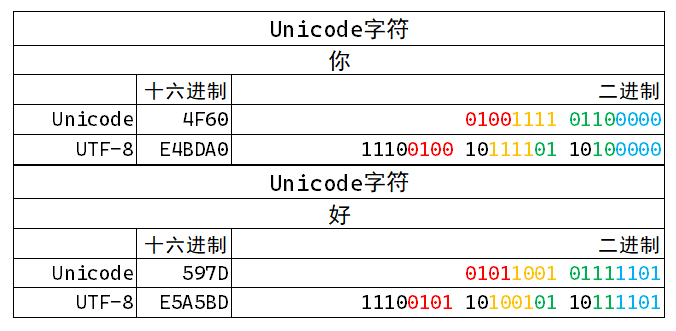 Unicode字符
你
十六进制 二进制
Unicode 4F60 01001111 01100000
UTF-8 E4BDA0 11100100 10111101 10100000
Unicode字符
好
十六进制 二进制
Unicode 597D 01011001 01111101
UTF-8 E5A5BD 11100101 10100101 10111101